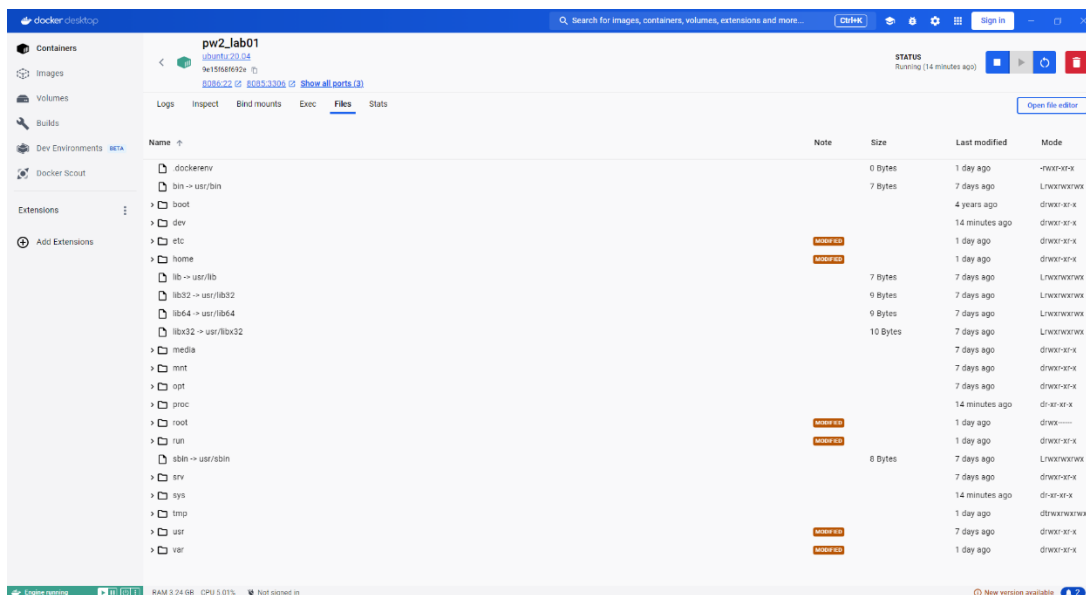 docker desktop
Search for images, containers, volumes, extensions and more...
Ctrl+K
Sign in
Containers
Images
Volumes
Builds
Dev Environments BETA
Docker Scout
Extensions
Add Extensions
pw2_lab01
ubuntu:20.04
9e15f68f692e
8086:22 8085:3306 Show all ports (3)
STATUS
Running (14 minutes ago)
Logs Inspect Bind mounts Exec Files Stats
Open file editor
Name Note Size Last modified Mode
.dockerenv 0 Bytes 1 day ago -rwxr-xr-x
bin -> usr/bin 7 Bytes 7 days ago Lrwxrwxrwx
boot 4 years ago drwxr-xr-x
dev 14 minutes ago drwxr-xr-x
etc MODIFIED 1 day ago drwxr-xr-x
home MODIFIED 1 day ago drwxr-xr-x
lib -> usr/lib 7 Bytes 7 days ago Lrwxrwxrwx
lib32 -> usr/lib32 9 Bytes 7 days ago Lrwxrwxrwx
lib64 -> usr/lib64 9 Bytes 7 days ago Lrwxrwxrwx
libx32 -> usr/libx32 10 Bytes 7 days ago Lrwxrwxrwx
media 7 days ago drwxr-xr-x
mnt 7 days ago drwxr-xr-x
opt 7 days ago drwxr-xr-x
proc 14 minutes ago dr-xr-xr-x
root MODIFIED 1 day ago drwx------
run MODIFIED 1 day ago drwxr-xr-x
sbin -> usr/sbin 8 Bytes 7 days ago Lrwxrwxrwx
srv 7 days ago drwxr-xr-x
sys 14 minutes ago dr-xr-xr-x
tmp 1 day ago dtrwxrwxrwx
usr MODIFIED 7 days ago drwxr-xr-x
var MODIFIED 1 day ago drwxr-xr-x
Engine running RAM 3.24 GB CPU 5.01% Not signed in New version available 2